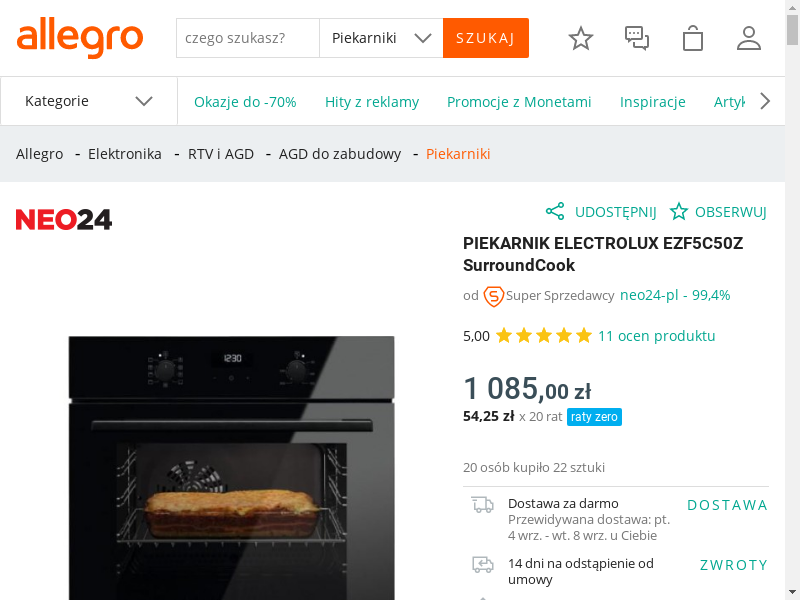 allegro
czego szukasz?
Piekarniki
SZUKAJ
Kategorie
Okazje do -70%
Hity z reklamy
Promocje z Monetami
Inspiracje
Artyk
Allegro - Elektronika - RTV i AGD - AGD do zabudowy - Piekarniki
NEO24
UDOSTĘPNIJ
OBSERWUJ
PIEKARNIK ELECTROLUX EZF5C50Z
SurroundCook
od Super Sprzedawcy neo24-pl - 99,4%
5,00 11 ocen produktu
1 085,00 zł
54,25 zł x 20 rat raty zero
20 osób kupiło 22 sztuki
Dostawa za darmo
DOSTAWA
Przewidywana dostawa: pt.
4 wrz. - wt. 8 wrz. u Ciebie
14 dni na odstąpienie od
umowy
ZWROTY
12:30